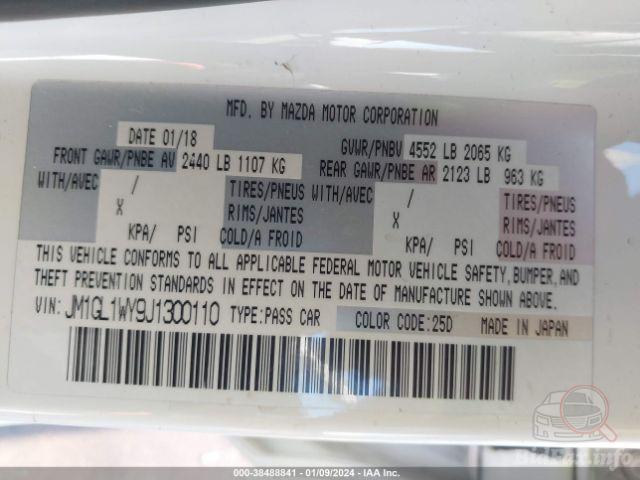 MFD. BY MAZDA MOTOR CORPORATION
DATE 01/18
GVWR/PNBV 4552 LB 2065 KG
FRONT GAWR/PNBE AV 2440 LB 1107 KG
REAR GAWR/PNBE AR 2123 LB 963 KG
WITH/AVEC / TIRES/PNEUS WITH/AVEC / TIRES/PNEUS
X RIMS/JANTES X RIMS/JANTES
KPA/ PSI COLD/A FROID KPA/ PSI COLD/A FROID
THIS VEHICLE CONFORMS TO ALL APPLICABLE FEDERAL MOTOR VEHICLE SAFETY, BUMPER, AND
THEFT PREVENTION STANDARDS IN EFFECT ON THE DATE OF MANUFACTURE SHOWN ABOVE.
VIN: JM1GL1WY9J1300110 TYPE:PASS CAR COLOR CODE:25D MADE IN JAPAN
BidFax.info
000-38488841 - 01/09/2024 - IAA Inc.